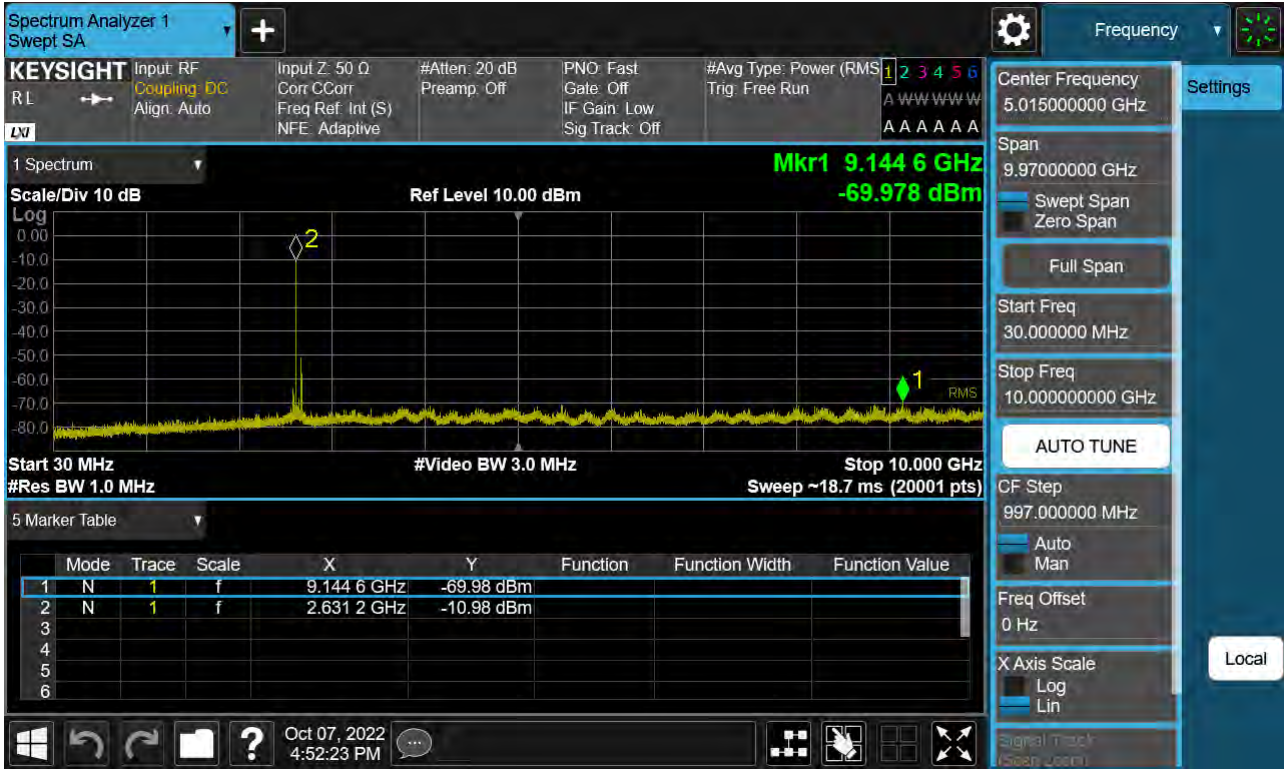 Spectrum Analyzer 1
Swept SA
Frequency
KEYSIGHT
RL
LXI
Input: RF
Coupling: DC
Align: Auto
Input Z: 50 Ω
Corr CCorr
Freq Ref: Int (S)
NFE: Adaptive
#Atten: 20 dB
Preamp: Off
PNO: Fast
Gate: Off
IF Gain: Low
Sig Track: Off
#Avg Type: Power (RMS
Trig: Free Run
1 2 3 4 5 6
A W W W W W
A A A A A A
1 Spectrum
Scale/Div 10 dB
Ref Level 10.00 dBm
Mkr1 9.144 6 GHz
-69.978 dBm
Log
0.00
-10.0
-20.0
-30.0
-40.0
-50.0
-60.0
-70.0
-80.0
2
1
RMS
Start 30 MHz
#Video BW 3.0 MHz
Stop 10.000 GHz
#Res BW 1.0 MHz
Sweep ~18.7 ms (20001 pts)
5 Marker Table
Mode Trace Scale X Y Function Function Width Function Value
1 N 1 f 9.144 6 GHz -69.98 dBm
2 N 1 f 2.631 2 GHz -10.98 dBm
3
4
5
6
Oct 07, 2022
4:52:23 PM
Center Frequency
5.015000000 GHz
Span
9.97000000 GHz
Swept Span
Zero Span
Full Span
Start Freq
30.000000 MHz
Stop Freq
10.000000000 GHz
AUTO TUNE
CF Step
997.000000 MHz
Auto
Man
Freq Offset
0 Hz
X Axis Scale
Log
Lin
Signal Track
(Span Zoom)
Settings
Local